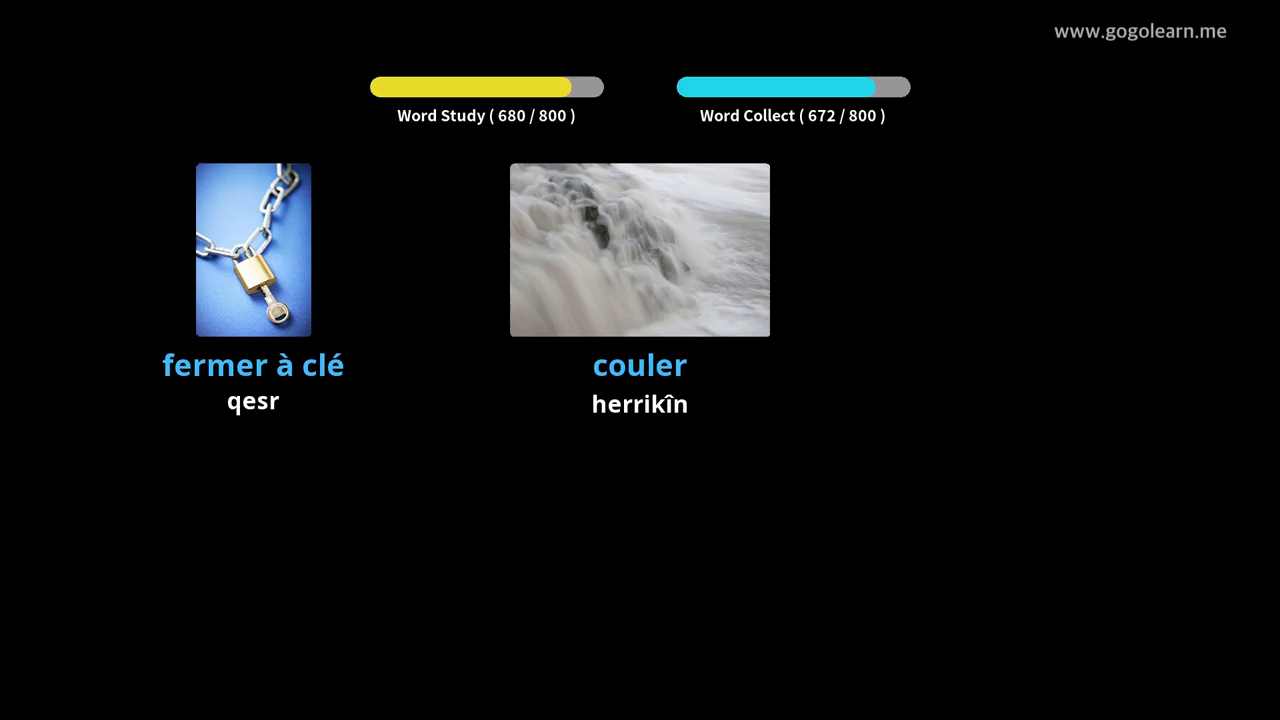 www.gogolearn.me
Word Study ( 680 / 800 )
Word Collect ( 672 / 800 )
fermer à clé
qesr
couler
herrikîn